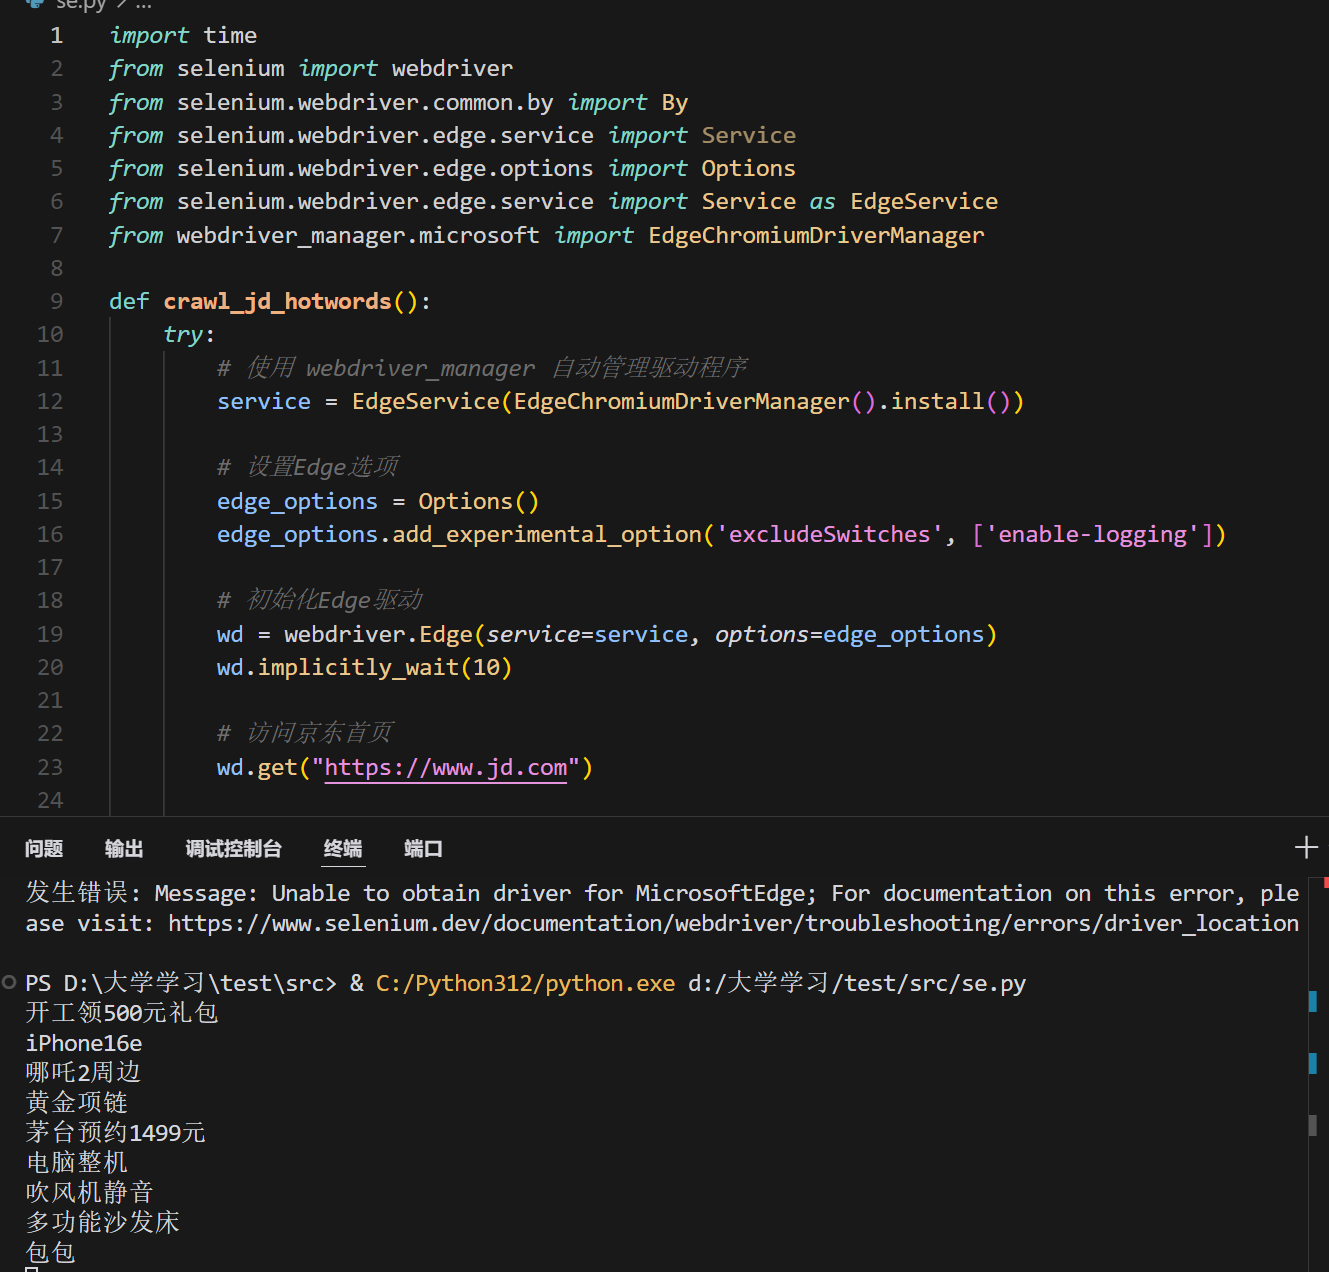 se.py > ...
1 import time
2 from selenium import webdriver
3 from selenium.webdriver.common.by import By
4 from selenium.webdriver.edge.service import Service
5 from selenium.webdriver.edge.options import Options
6 from selenium.webdriver.edge.service import Service as EdgeService
7 from webdriver_manager.microsoft import EdgeChromiumDriverManager
8
9 def crawl_jd_hotwords():
10 try:
11 # 使用 webdriver_manager 自动管理驱动程序
12 service = EdgeService(EdgeChromiumDriverManager().install())
13
14 # 设置Edge选项
15 edge_options = Options()
16 edge_options.add_experimental_option('excludeSwitches', ['enable-logging'])
17
18 # 初始化Edge驱动
19 wd = webdriver.Edge(service=service, options=edge_options)
20 wd.implicitly_wait(10)
21
22 # 访问京东首页
23 wd.get("https://www.jd.com")
24
问题 输出 调试控制台 终端 端口
发生错误: Message: Unable to obtain driver for MicrosoftEdge; For documentation on this error, ple
ase visit: https://www.selenium.dev/documentation/webdriver/troubleshooting/errors/driver_location
PS D:\大学学习\test\src> & C:/Python312/python.exe d:/大学学习/test/src/se.py
开工领500元礼包
iPhone16e
哪吒2周边
黄金项链
茅台预约1499元
电脑整机
吹风机静音
多功能沙发床
包包